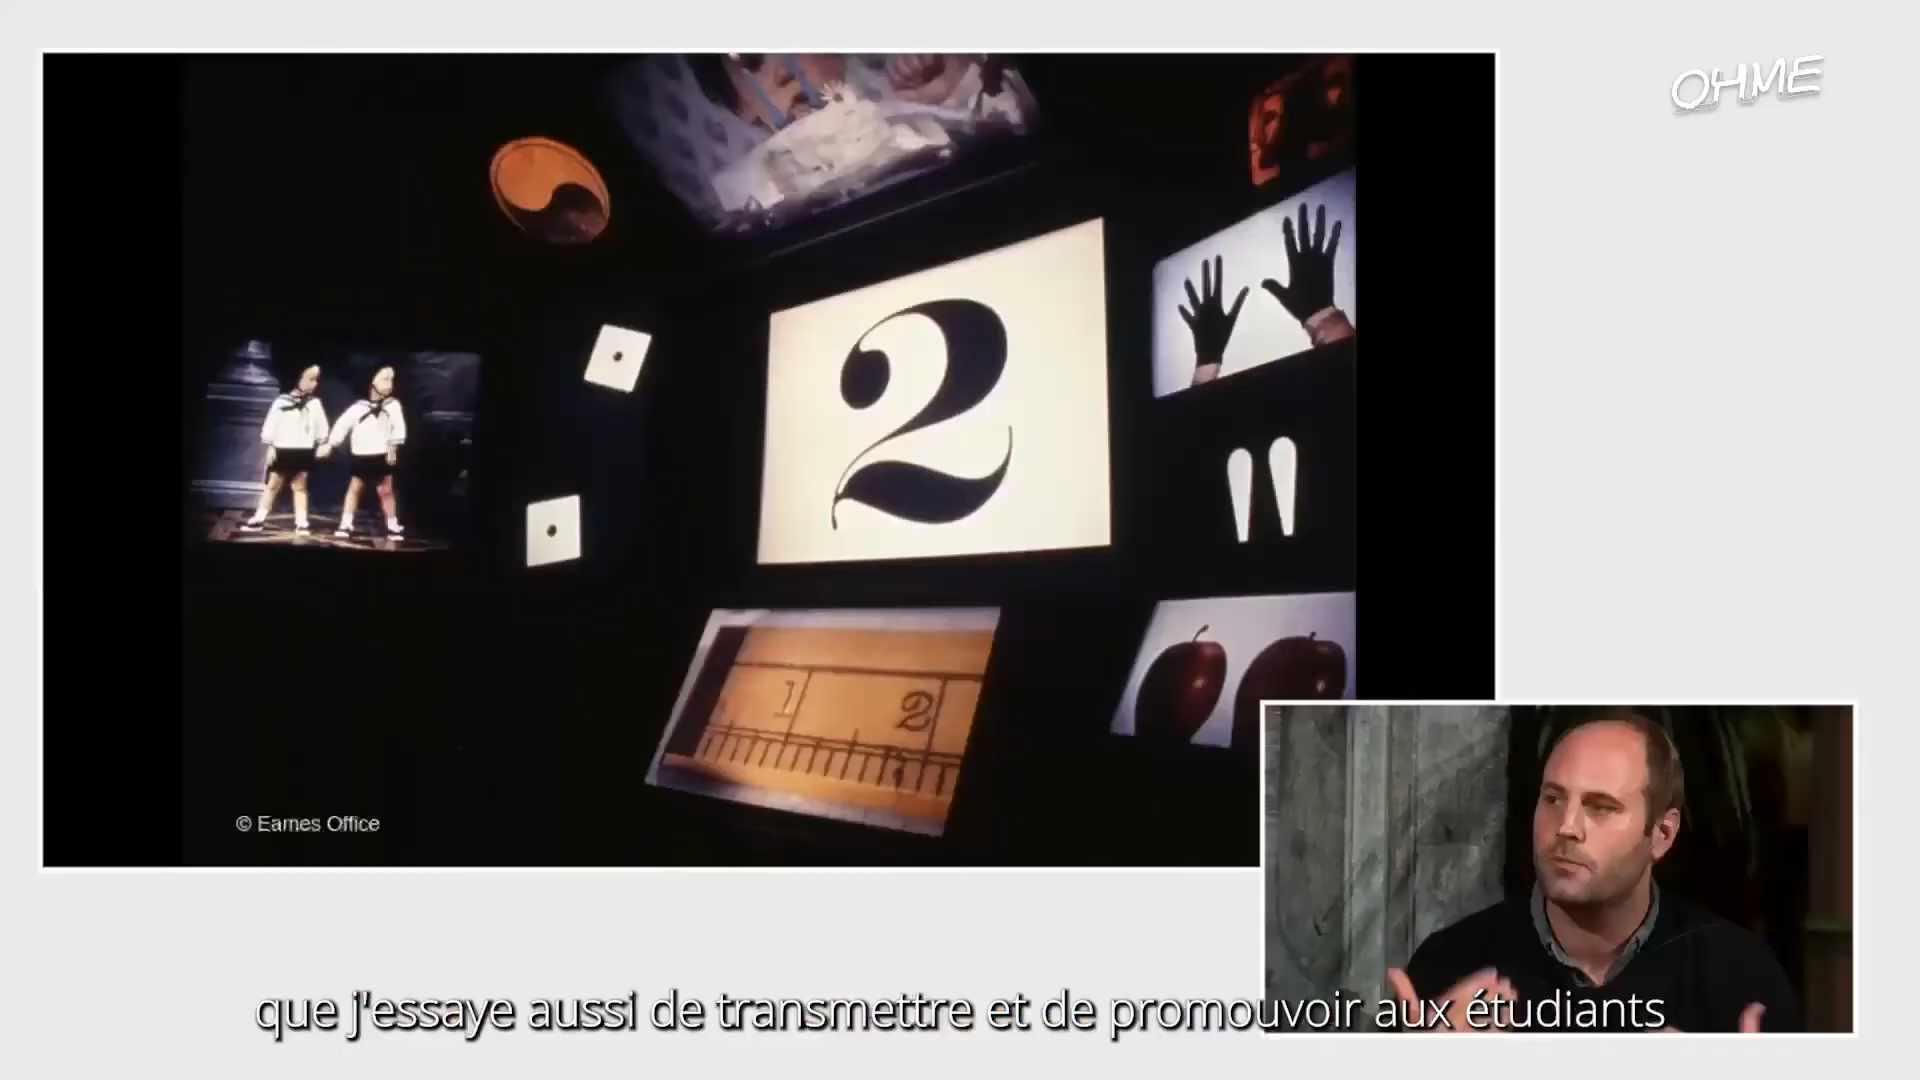 OHME
2
1 2
© Eames Office
que j'essaye aussi de transmettre et de promouvoir aux étudiants